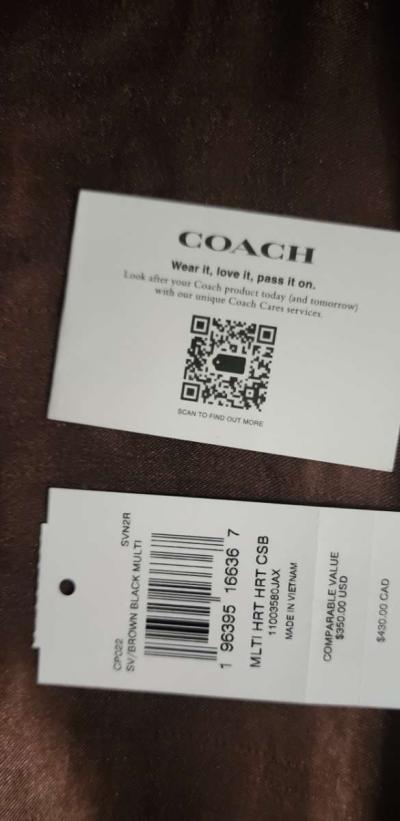 COACH
Wear it, love it, pass it on.
Look after your Coach product today (and tomorrow)
with our unique Coach Cares services.
SCAN TO FIND OUT MORE
CP022 SVN2R
SV/BROWN BLACK MULTI
1 96395 16636 7
MLTI HRT HRT CSB
11003580JAX
MADE IN VIETNAM
COMPARABLE VALUE
$350.00 USD
$430.00 CAD